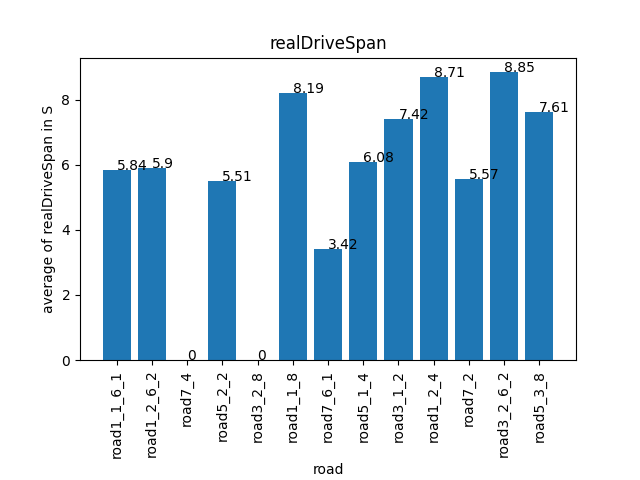 realDriveSpan
average of realDriveSpan in S
8
6
4
2
0
5.84
5.9
0
5.51
0
8.19
3.42
6.08
7.42
8.71
5.57
8.85
7.61
road1_1_6_1
road1_2_6_2
road7_4
road5_2_2
road3_2_8
road1_1_8
road7_6_1
road5_1_4
road3_1_2
road1_2_4
road7_2
road3_2_6_2
road5_3_8
road